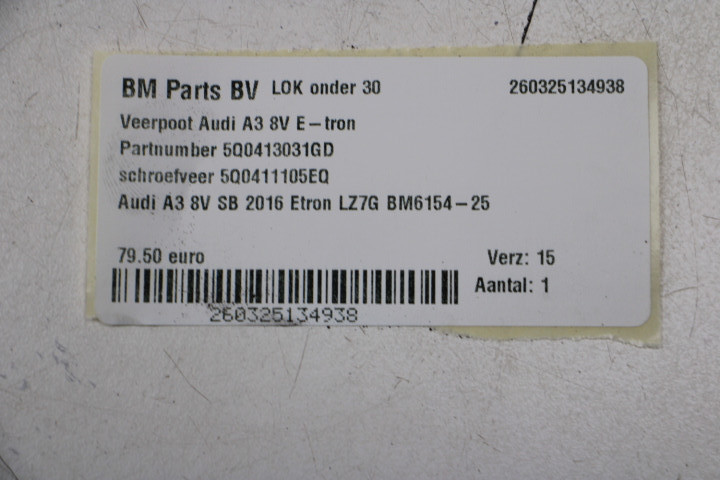 BM Parts BV LOK onder 30 260325134938
Veerpoot Audi A3 8V E-tron
Partnumber 5Q0413031GD
schroefveer 5Q0411105EQ
Audi A3 8V SB 2016 Etron LZ7G BM6154-25
79.50 euro Verz: 15
Aantal: 1
260325134938